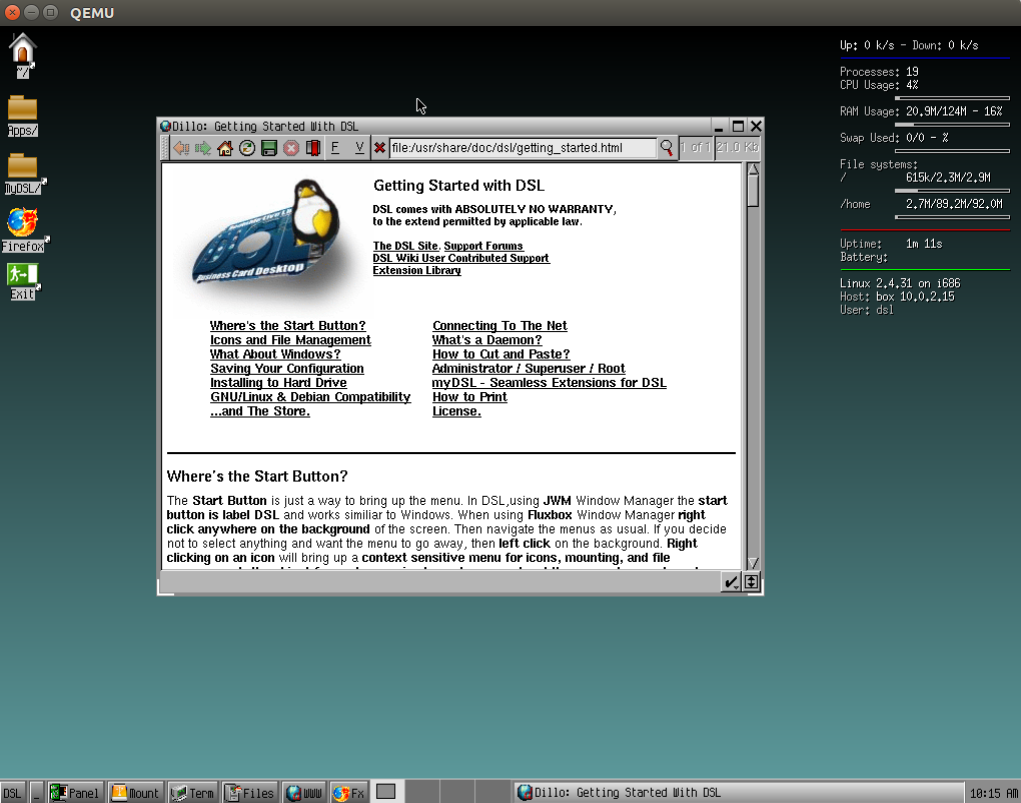 QEMU
~/
Apps/
MyDSL/
Firefox
Exit
Dillo: Getting Started With DSL
F V file:/usr/share/doc/dsl/getting_started.html 1 of 1 21.0 Kb
Getting Started with DSL
DSL comes with ABSOLUTELY NO WARRANTY,
to the extend permitted by applicable law.
The DSL Site. Support Forums
DSL Wiki User Contributed Support
Extension Library
Business Card Desktop
Where's the Start Button?
Icons and File Management
What About Windows?
Saving Your Configuration
Installing to Hard Drive
GNU/Linux & Debian Compatibility
...and The Store.
Connecting To The Net
What's a Daemon?
How to Cut and Paste?
Administrator / Superuser / Root
myDSL - Seamless Extensions for DSL
How to Print
License.
Where's the Start Button?
The Start Button is just a way to bring up the menu. In DSL,using JWM Window Manager the start
button is label DSL and works similiar to Windows. When using Fluxbox Window Manager right
click anywhere on the background of the screen. Then navigate the menus as usual. If you decide
not to select anything and want the menu to go away, then left click on the background. Right
clicking on an icon will bring up a context sensitive menu for icons, mounting, and file
Up: 0 k/s - Down: 0 k/s
Processes: 19
CPU Usage: 4%
RAM Usage: 20.9M/124M - 16%
Swap Used: 0/0 - %
File systems:
/ 615k/2.3M/2.9M
/home 2.7M/89.2M/92.0M
Uptime: 1m 11s
Battery:
Linux 2.4.31 on i686
Host: box 10.0.2.15
User: dsl
DSL _ Panel Mount Term Files WWW Fx Dillo: Getting Started With DSL 10:15 AM